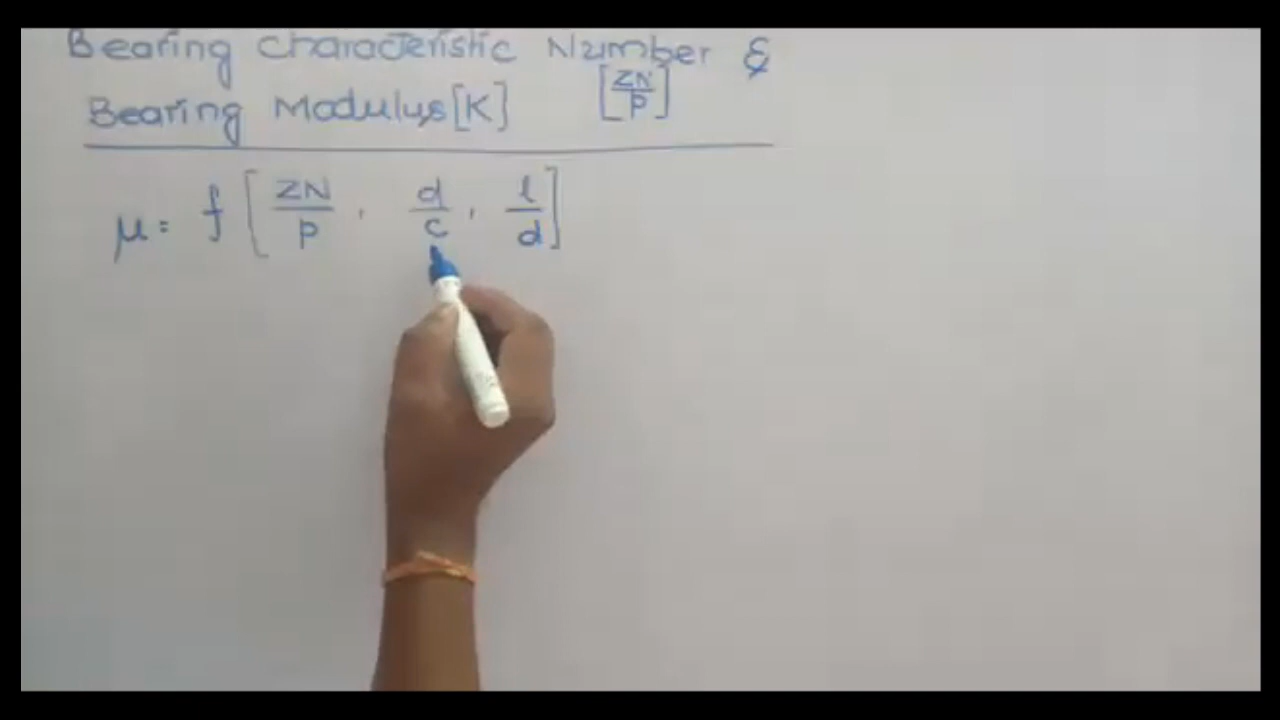 Bearing Characteristic Number &
Bearing Modulus [K] [ZN/P]
μ = f [ZN/P, d/c, l/d]